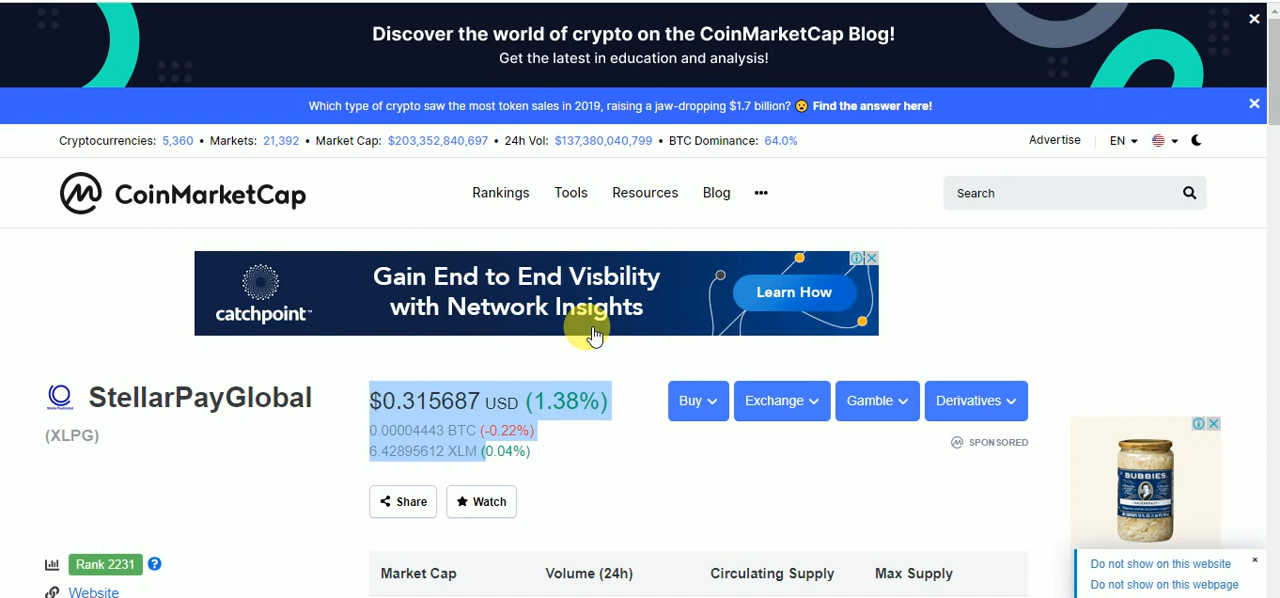 Discover the world of crypto on the CoinMarketCap Blog!
Get the latest in education and analysis!
Which type of crypto saw the most token sales in 2019, raising a jaw-dropping $1.7 billion? 😮 Find the answer here!
Cryptocurrencies: 5,360 • Markets: 21,392 • Market Cap: $203,352,840,697 • 24h Vol: $137,380,040,799 • BTC Dominance: 64.0%
Advertise EN
CoinMarketCap
Rankings Tools Resources Blog •••
Search
Gain End to End Visbility
with Network Insights
catchpoint
Learn How
StellarPayGlobal
(XLPG)
$0.315687 USD (1.38%)
0.00004443 BTC (-0.22%)
6.42895612 XLM (0.04%)
Buy Exchange Gamble Derivatives
SPONSORED
Share Watch
BUBBIES
Rank 2231
Website
Market Cap Volume (24h) Circulating Supply Max Supply
Do not show on this website
Do not show on this webpage